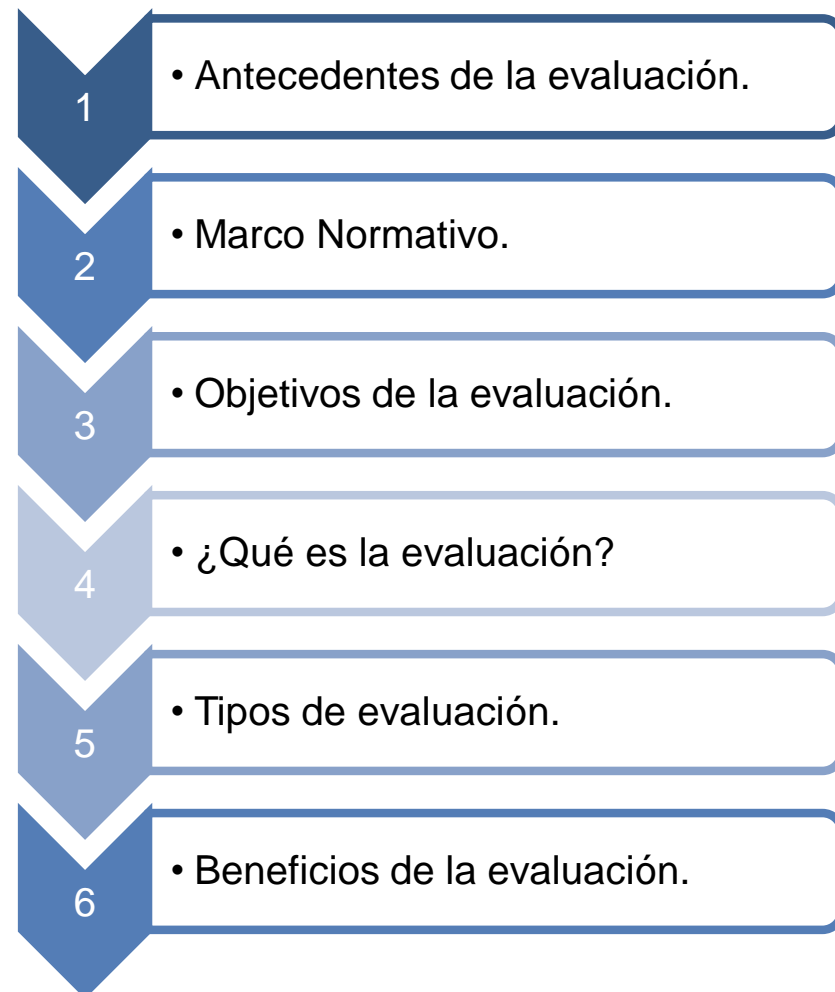 1
• Antecedentes de la evaluación.
2
• Marco Normativo.
3
• Objetivos de la evaluación.
4
• ¿Qué es la evaluación?
5
• Tipos de evaluación.
6
• Beneficios de la evaluación.